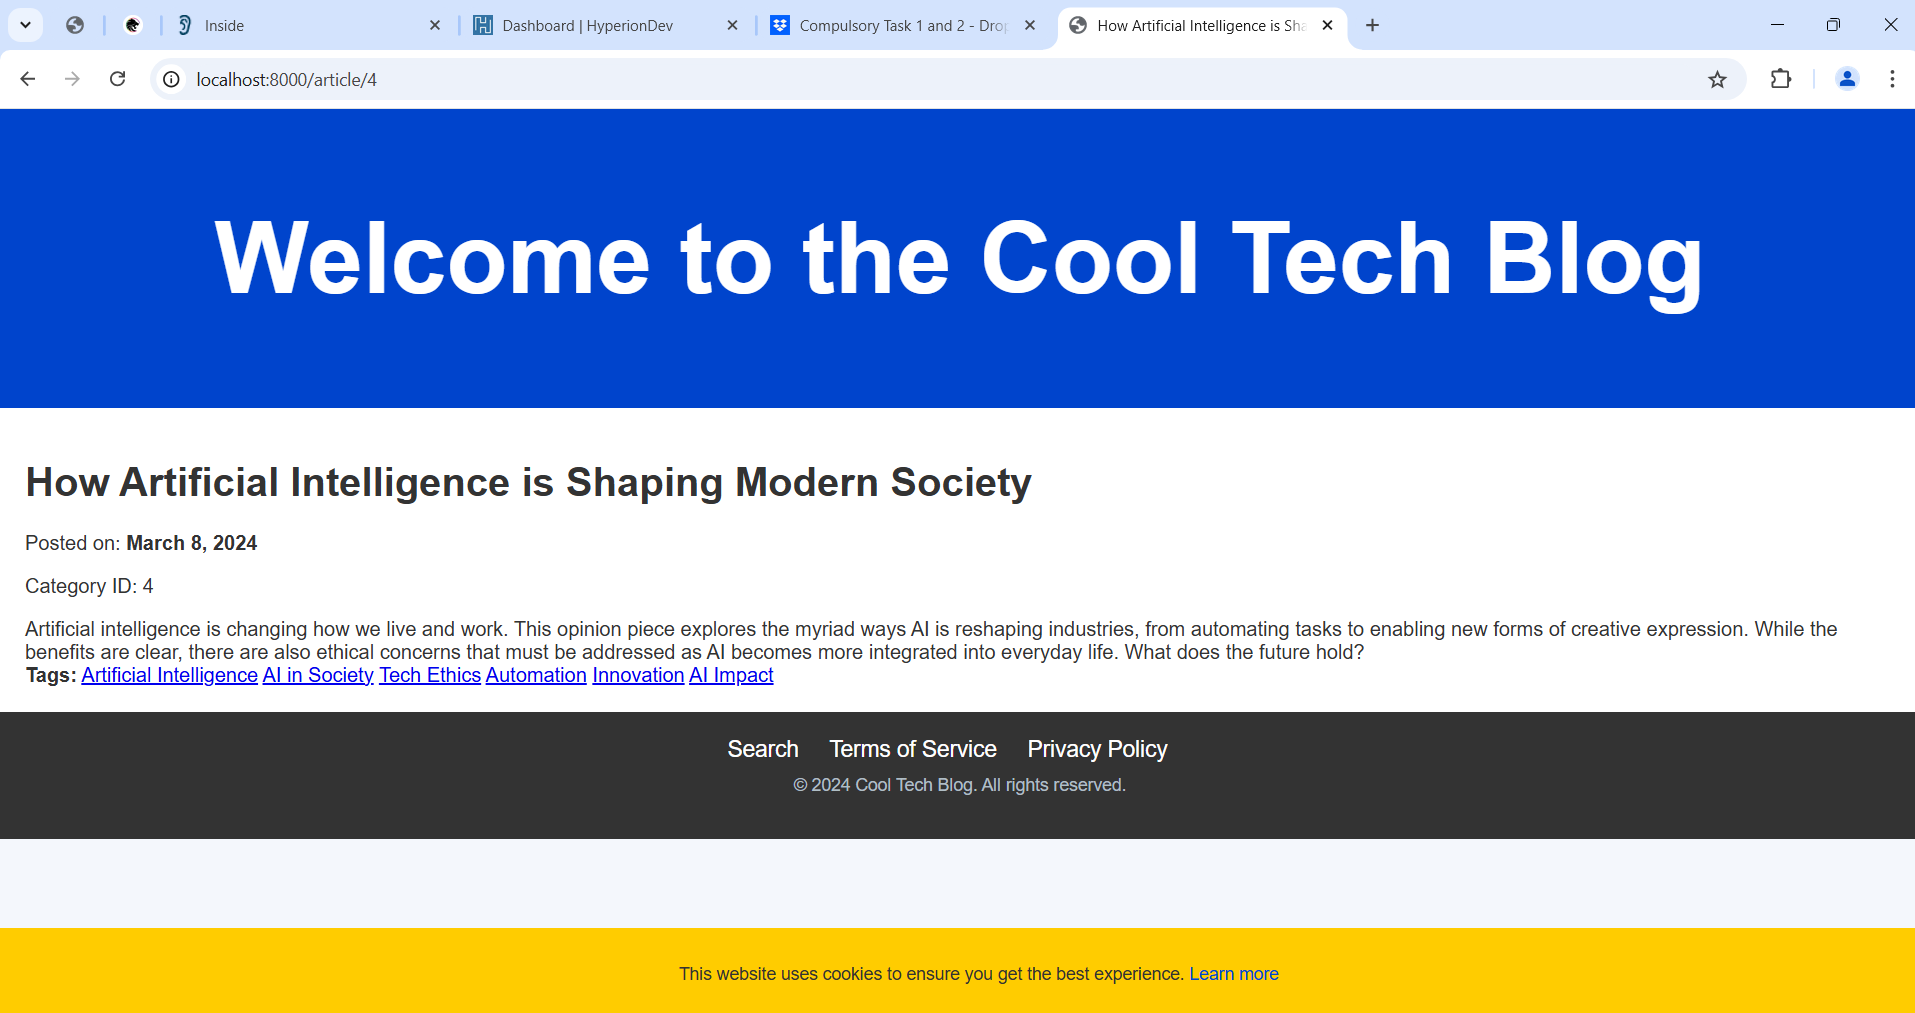 Inside
Dashboard | HyperionDev
Compulsory Task 1 and 2 - Drop
How Artificial Intelligence is Sha
localhost:8000/article/4
Welcome to the Cool Tech Blog
How Artificial Intelligence is Shaping Modern Society
Posted on: March 8, 2024
Category ID: 4
Artificial intelligence is changing how we live and work. This opinion piece explores the myriad ways AI is reshaping industries, from automating tasks to enabling new forms of creative expression. While the
benefits are clear, there are also ethical concerns that must be addressed as AI becomes more integrated into everyday life. What does the future hold?
Tags: Artificial Intelligence AI in Society Tech Ethics Automation Innovation AI Impact
Search Terms of Service Privacy Policy
© 2024 Cool Tech Blog. All rights reserved.
This website uses cookies to ensure you get the best experience. Learn more